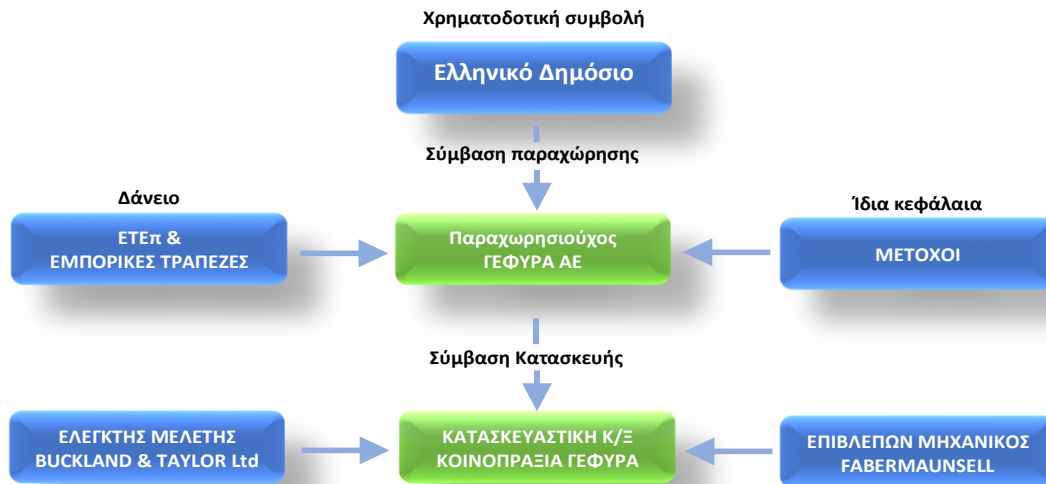 Χρηματοδοτική συμβολή
Ελληνικό Δημόσιο
Σύμβαση παραχώρησης
Δάνειο
Ίδια κεφάλαια
ΕΤΕπ &
ΕΜΠΟΡΙΚΕΣ ΤΡΑΠΕΖΕΣ
Παραχωρησιούχος
ΓΕΦΥΡΑ ΑΕ
ΜΕΤΟΧΟΙ
Σύμβαση Κατασκευής
ΕΛΕΓΚΤΗΣ ΜΕΛΕΤΗΣ
BUCKLAND & TAYLOR Ltd
ΚΑΤΑΣΚΕΥΑΣΤΙΚΗ Κ/Ξ
ΚΟΙΝΟΠΡΑΞΙΑ ΓΕΦΥΡΑ
ΕΠΙΒΛΕΠΩΝ ΜΗΧΑΝΙΚΟΣ
FABERMAUNSELL